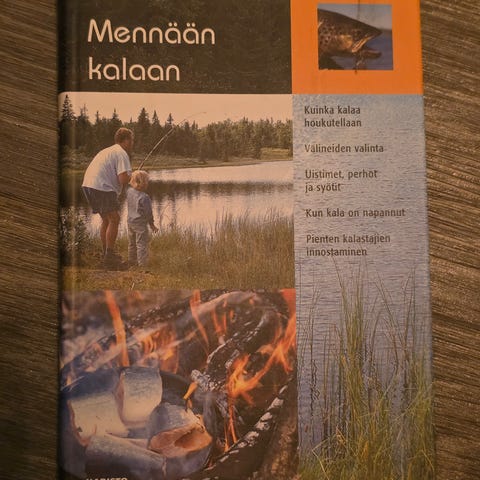 Mennään
kalaan
Kuinka kalaa
houkutellaan
Välineiden valinta
Uistimet, perhot
ja syötit
Kun kala on napannut
Pienten kalastajien
innostaminen